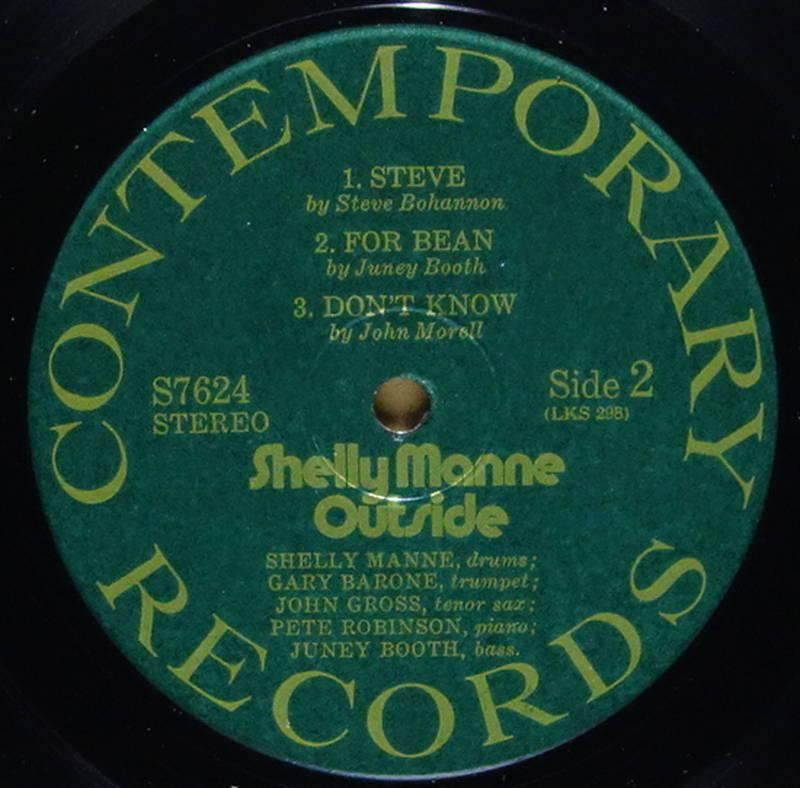 CONTEMPORARY
1. STEVE
by Steve Bohannon
2. FOR BEAN
by Juney Booth
3. DON'T KNOW
by John Morell
S7624
STEREO
Side 2
(LKS 298)
Shelly Manne
Outside
SHELLY MANNE, drums;
GARY BARONE, trumpet;
JOHN GROSS, tenor sax;
PETE ROBINSON, piano;
JUNEY BOOTH, bass.
RECORDS